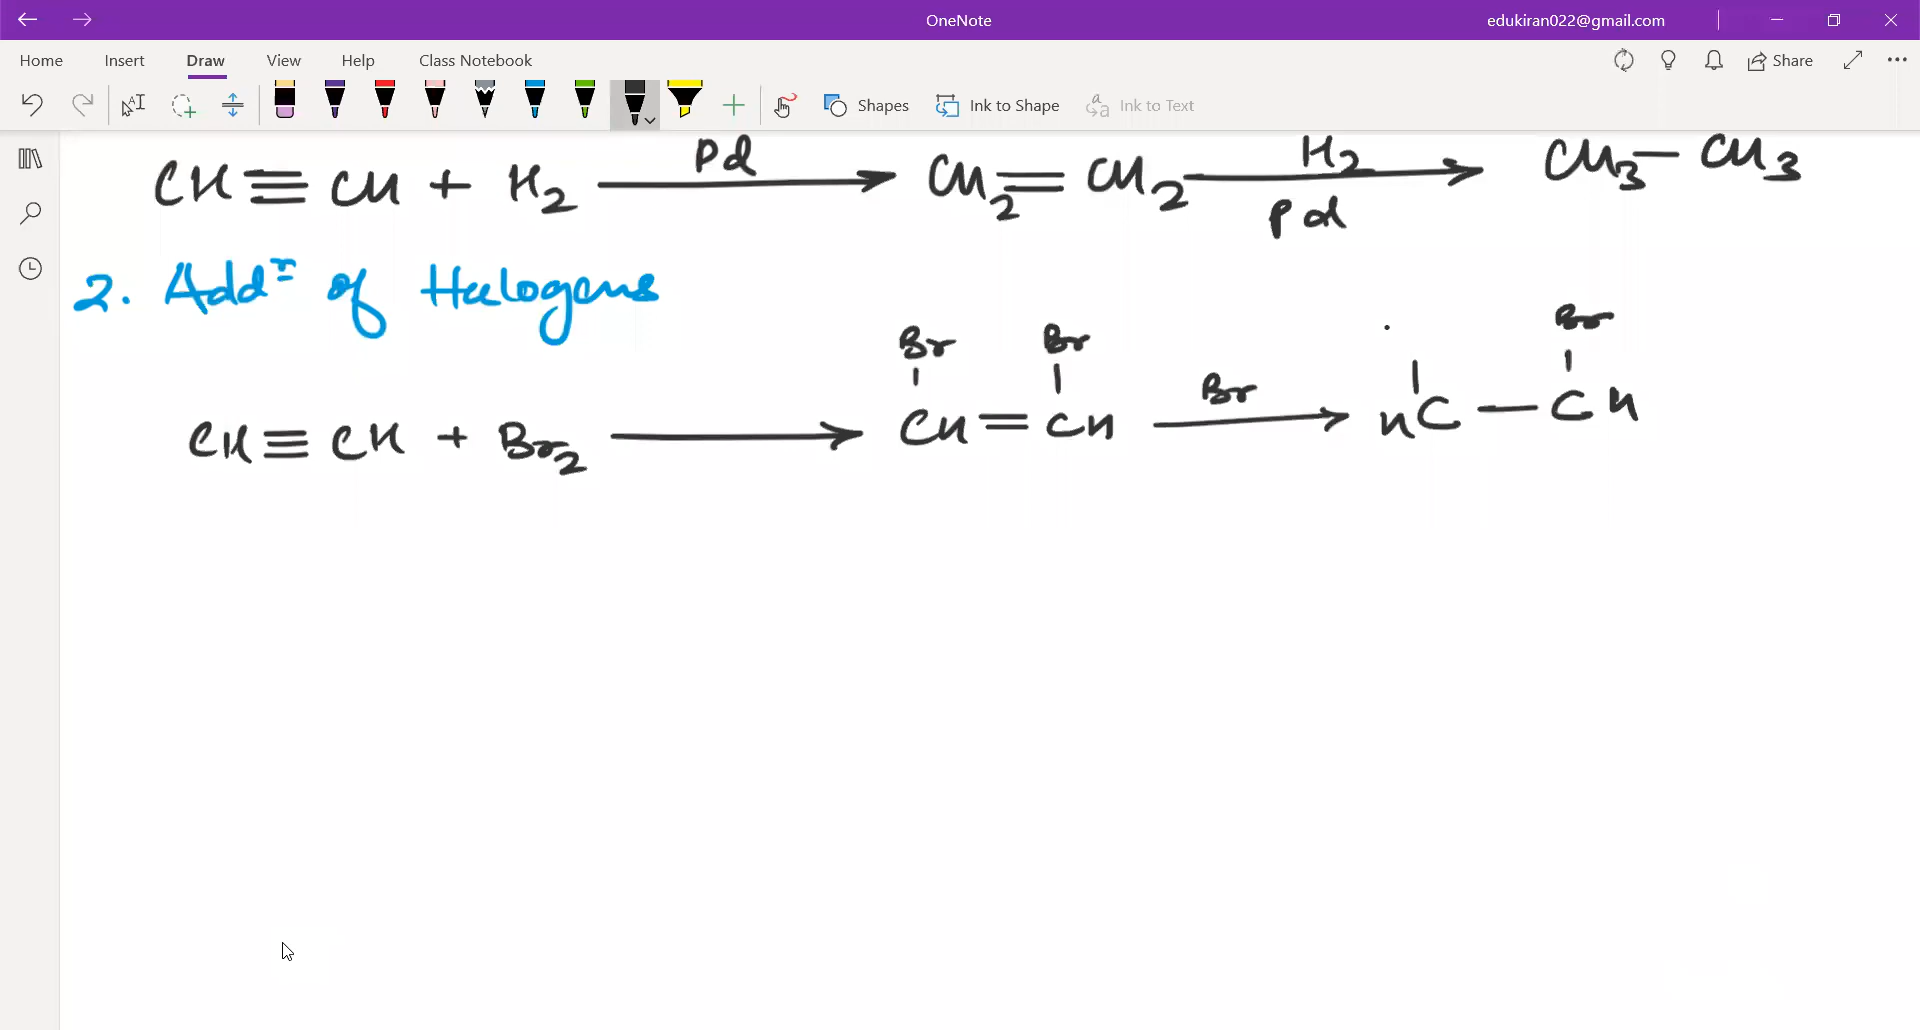 OneNote
edukiran022@gmail.com
Home Insert Draw View Help Class Notebook
Share
Shapes Ink to Shape Ink to Text
CH≡CH + H₂ —Pd→ CH₂=CH₂ —H₂/Pd→ CH₃—CH₃
2. Addⁿ of Halogens
Br Br Br
CH≡CH + Br₂ → CH=CH —Br→ HC—CH